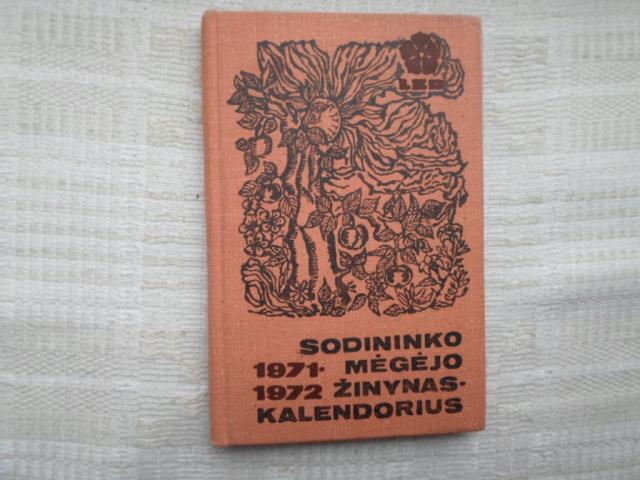 SODININKO
1971- MĖGĖJO
1972 ŽINYNAS-
KALENDORIUS